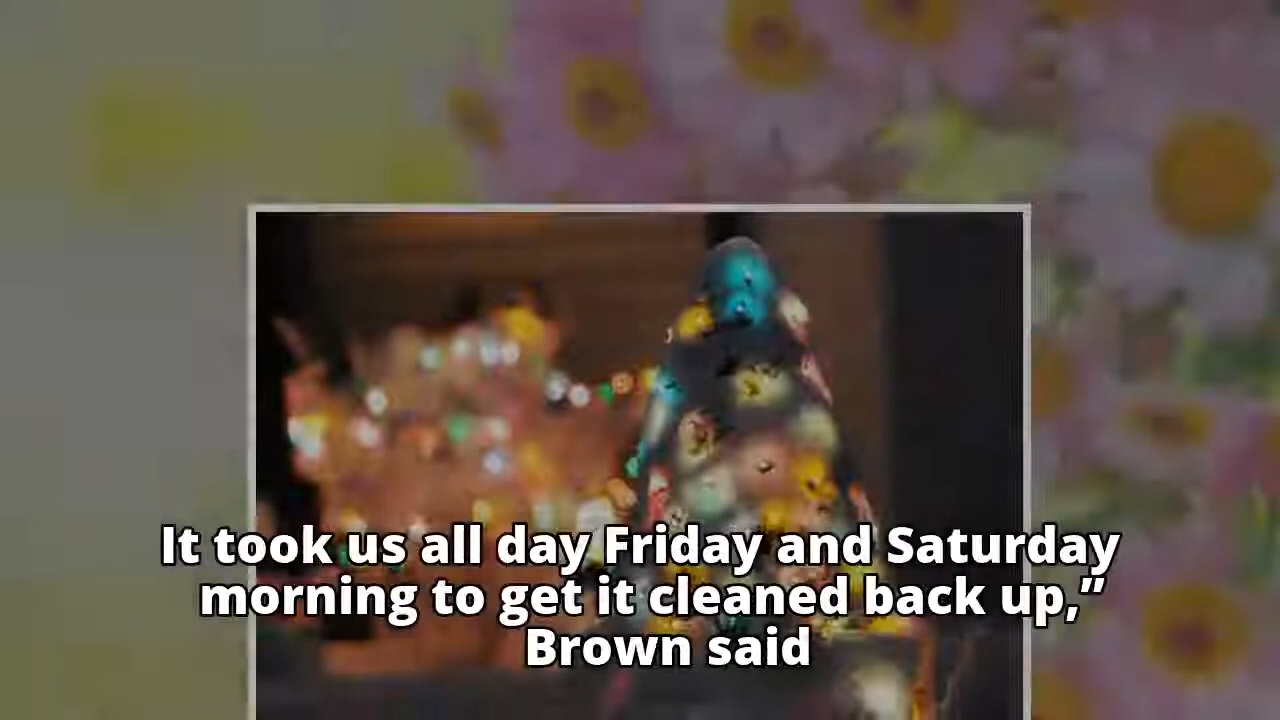 It took us all day Friday and Saturday
morning to get it cleaned back up,”
Brown said